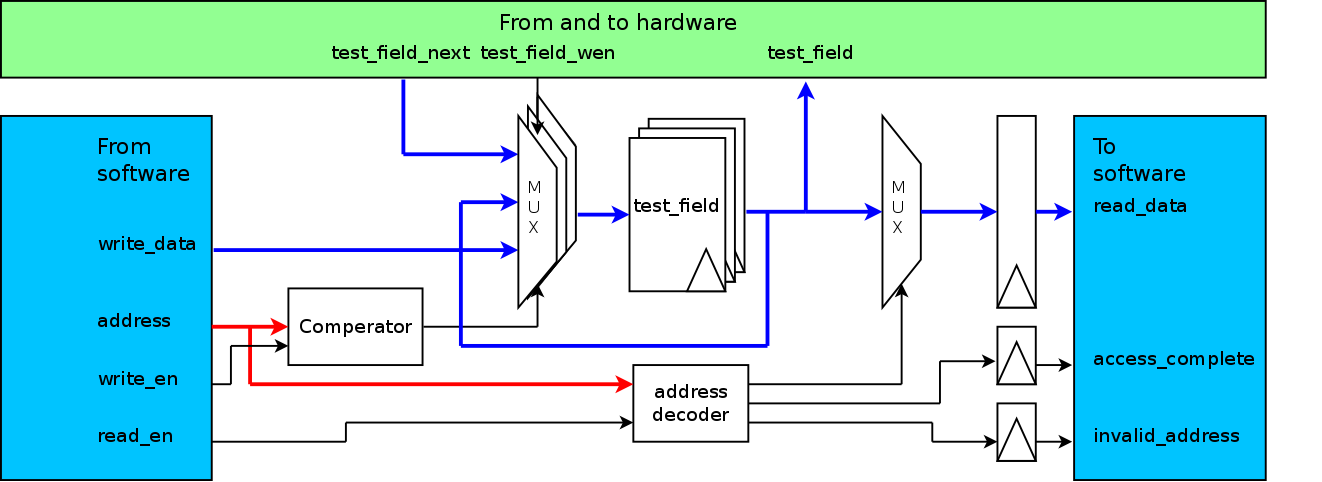 From and to hardware
test_field_next test_field_wen test_field
From
software
write_data
address
write_en
read_en
Comperator
M
U
X
test_field
address
decoder
M
U
X
To
software
read_data
access_complete
invalid_address